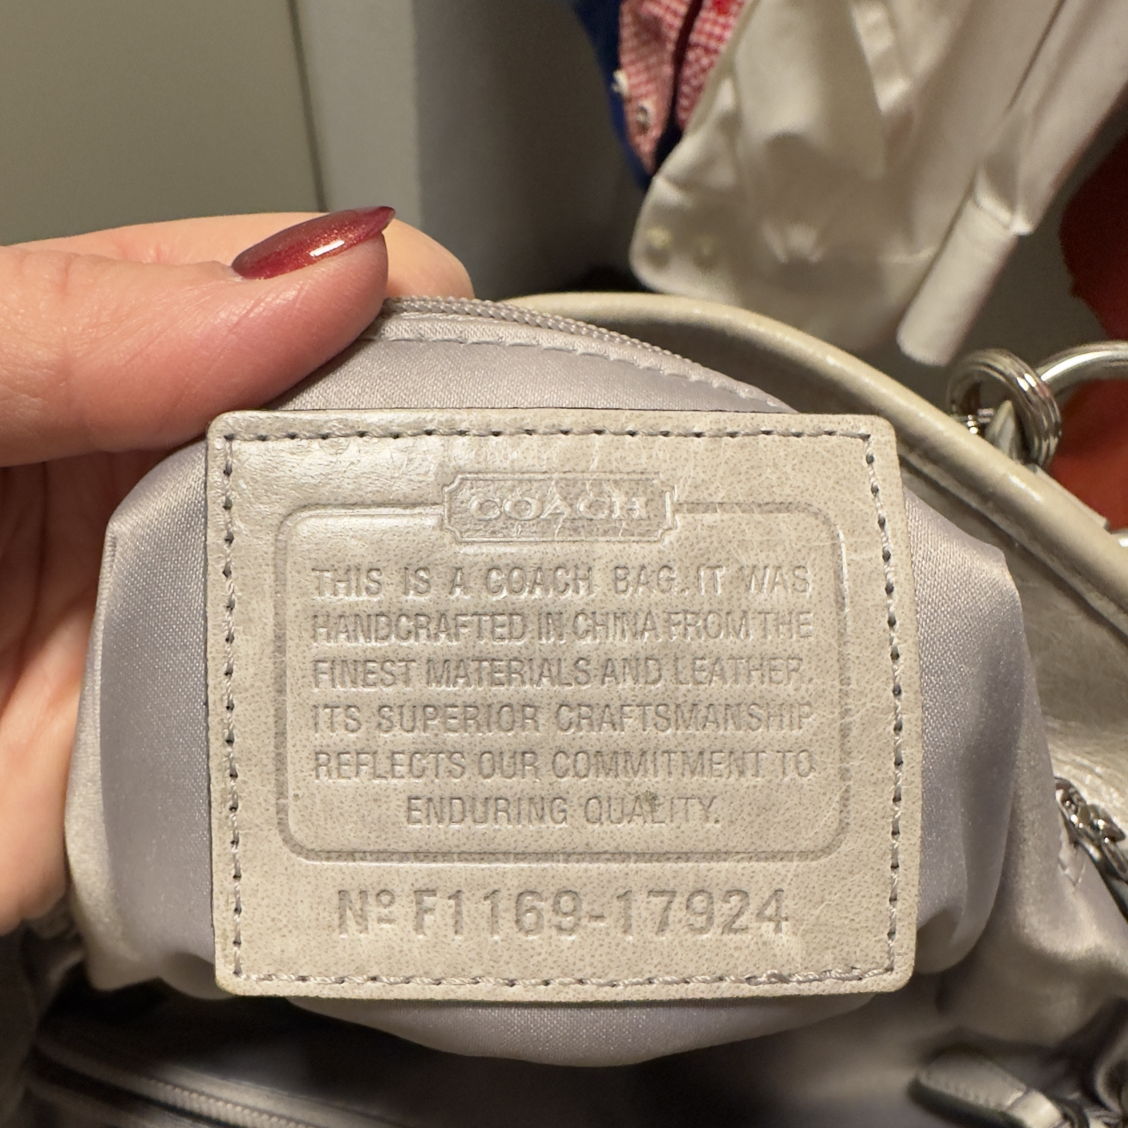 COACH
THIS IS A COACH BAG. IT WAS
HANDCRAFTED IN CHINA FROM THE
FINEST MATERIALS AND LEATHER.
ITS SUPERIOR CRAFTSMANSHIP
REFLECTS OUR COMMITMENT TO
ENDURING QUALITY.
Nº F1169-17924